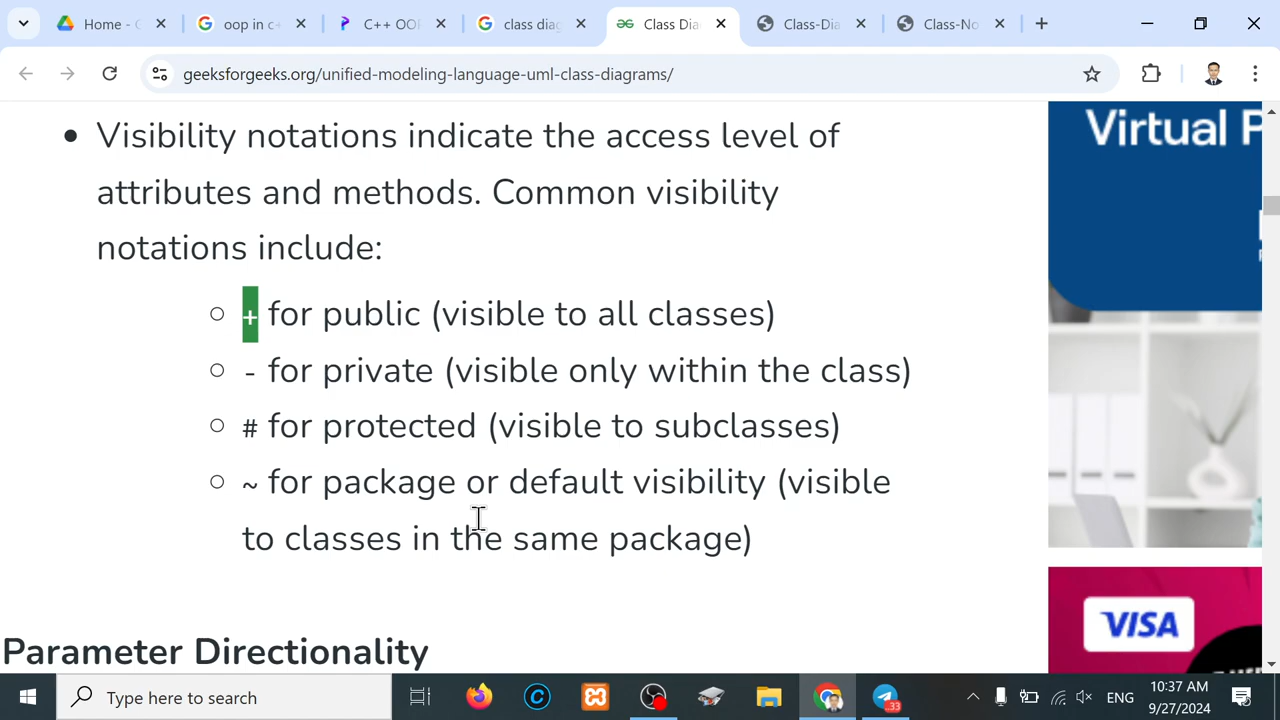 Home - G
oop in c+
C++ OOP
class diag
Class Dia
Class-Dia
Class-No
geeksforgeeks.org/unified-modeling-language-uml-class-diagrams/
• Visibility notations indicate the access level of
attributes and methods. Common visibility
notations include:
+ for public (visible to all classes)
- for private (visible only within the class)
# for protected (visible to subclasses)
~ for package or default visibility (visible
to classes in the same package)
Parameter Directionality
Virtual P
VISA
Type here to search
33
ENG
10:37 AM
9/27/2024